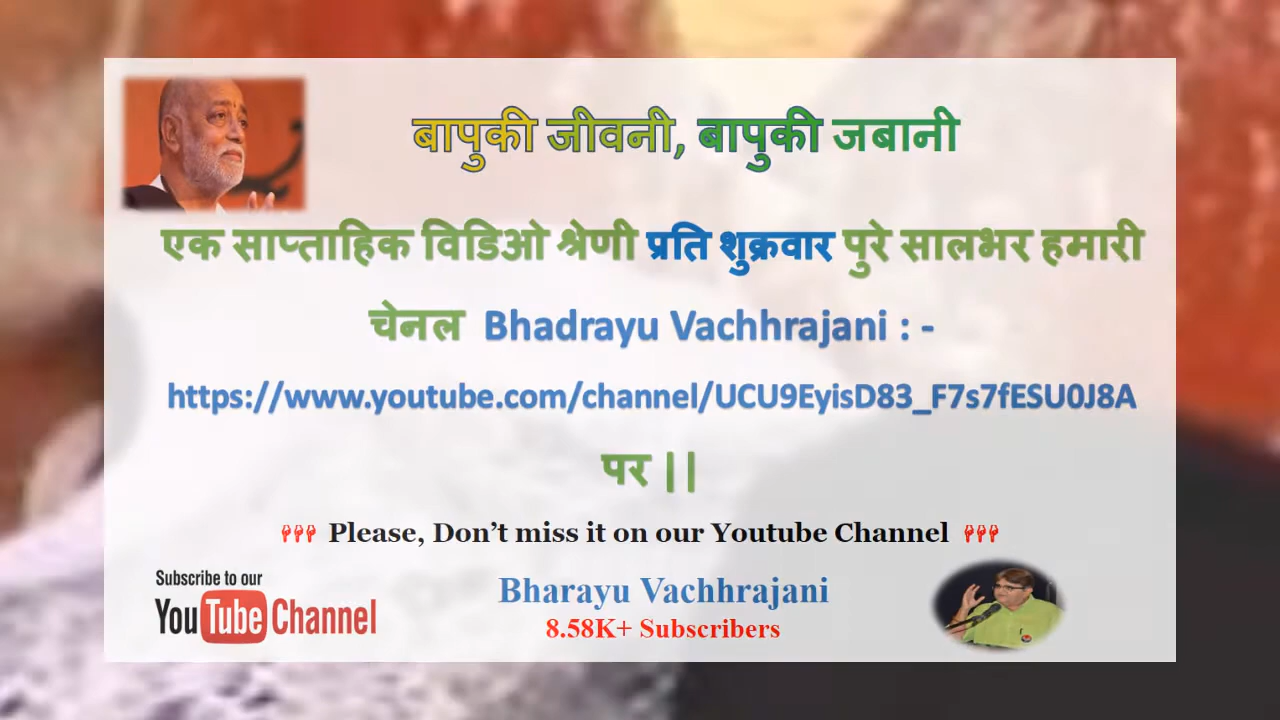 बापुकी जीवनी, बापुकी जबानी
एक साप्ताहिक विडिओ श्रेणी प्रति शुक्रवार पुरे सालभर हमारी
चेनल Bhadrayu Vachhrajani : -
https://www.youtube.com/channel/UCU9EyisD83_F7s7fESU0J8A
पर ||
Please, Don't miss it on our Youtube Channel
Subscribe to our
YouTube Channel
Bharayu Vachhrajani
8.58K+ Subscribers